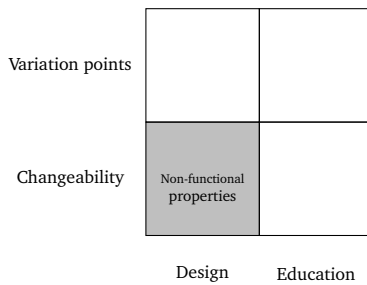 Variation points
Changeability
Non-functional
properties
Design
Education